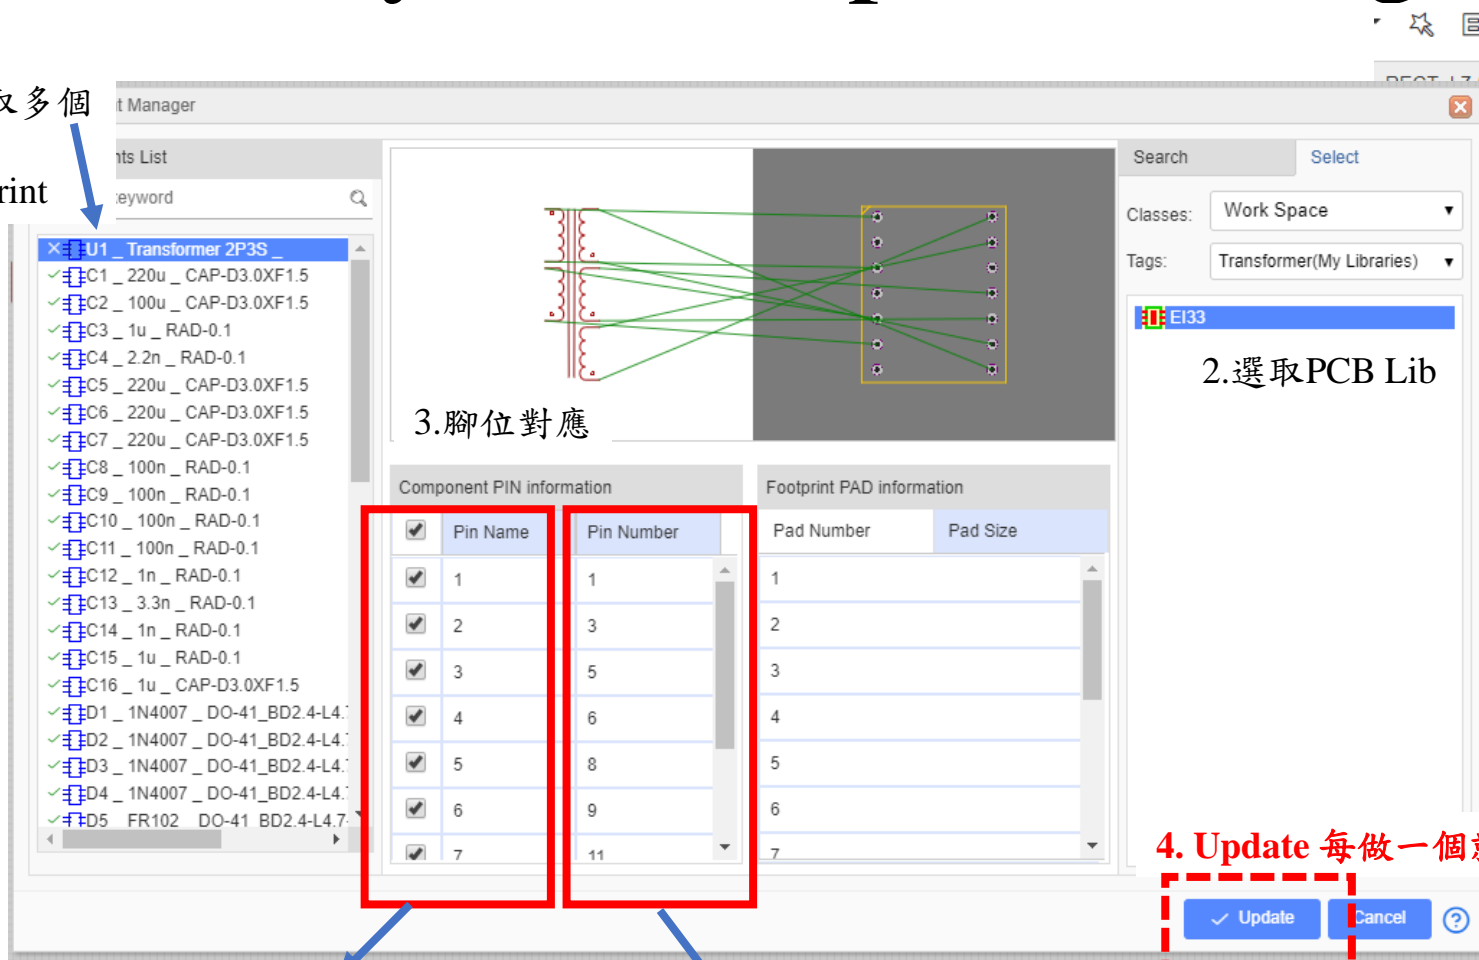 取多個
t Manager
nts List
Search
Select
rint
eyword
Classes:
Work Space
Tags:
Transformer(My Libraries)
U1 _ Transformer 2P3S _
C1 _ 220u _ CAP-D3.0XF1.5
C2 _ 100u _ CAP-D3.0XF1.5
C3 _ 1u _ RAD-0.1
C4 _ 2.2n _ RAD-0.1
C5 _ 220u _ CAP-D3.0XF1.5
C6 _ 220u _ CAP-D3.0XF1.5
C7 _ 220u _ CAP-D3.0XF1.5
C8 _ 100n _ RAD-0.1
C9 _ 100n _ RAD-0.1
C10 _ 100n _ RAD-0.1
C11 _ 100n _ RAD-0.1
C12 _ 1n _ RAD-0.1
C13 _ 3.3n _ RAD-0.1
C14 _ 1n _ RAD-0.1
C15 _ 1u _ RAD-0.1
C16 _ 1u _ CAP-D3.0XF1.5
D1 _ 1N4007 _ DO-41_BD2.4-L4.7
D2 _ 1N4007 _ DO-41_BD2.4-L4.
D3 _ 1N4007 _ DO-41_BD2.4-L4.
D4 _ 1N4007 _ DO-41_BD2.4-L4.
D5 _ FR102 _ DO-41_BD2.4-L4.7-
EI33
2.選取PCB Lib
3.腳位對應
Component PIN information
Footprint PAD information
Pin Name
Pin Number
Pad Number
Pad Size
1 1 1
2 3 2
3 5 3
4 6 4
5 8 5
6 9 6
7 11 7
4. Update 每做一個
Update
Cancel